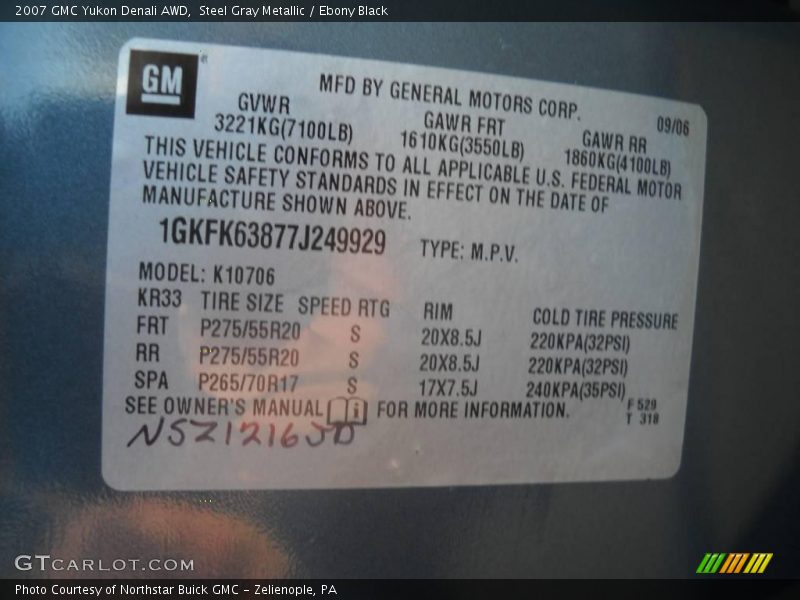 2007 GMC Yukon Denali AWD, Steel Gray Metallic / Ebony Black
GM
MFD BY GENERAL MOTORS CORP.
09/06
GVWR GAWR FRT GAWR RR
3221KG(7100LB) 1610KG(3550LB) 1860KG(4100LB)
THIS VEHICLE CONFORMS TO ALL APPLICABLE U.S. FEDERAL MOTOR
VEHICLE SAFETY STANDARDS IN EFFECT ON THE DATE OF
MANUFACTURE SHOWN ABOVE.
1GKFK63877J249929 TYPE: M.P.V.
MODEL: K10706
KR33 TIRE SIZE SPEED RTG RIM COLD TIRE PRESSURE
FRT P275/55R20 S 20X8.5J 220KPA(32PSI)
RR P275/55R20 S 20X8.5J 220KPA(32PSI)
SPA P265/70R17 S 17X7.5J 240KPA(35PSI)
SEE OWNER'S MANUAL i FOR MORE INFORMATION.
F 529
T 318
NSZ1216JD
GTCARLOT.COM
Photo Courtesy of Northstar Buick GMC - Zelienople, PA